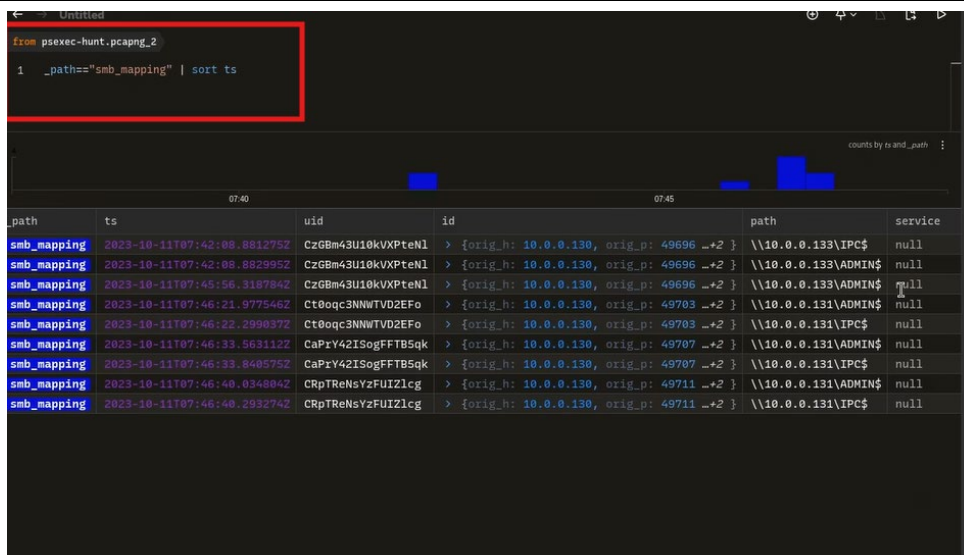 ← → Untitled
from psexec-hunt.pcapng_2
1 _path=="smb_mapping" | sort ts
counts by ts and _path
07:40 07:45
_path ts uid id path service
smb_mapping 2023-10-11T07:42:08.881275Z CzGBm43U10kVXPteNl > {orig_h: 10.0.0.130, orig_p: 49696 …+2 } \\10.0.0.133\IPC$ null
smb_mapping 2023-10-11T07:42:08.882995Z CzGBm43U10kVXPteNl > {orig_h: 10.0.0.130, orig_p: 49696 …+2 } \\10.0.0.133\ADMIN$ null
smb_mapping 2023-10-11T07:45:56.318784Z CzGBm43U10kVXPteNl > {orig_h: 10.0.0.130, orig_p: 49696 …+2 } \\10.0.0.133\ADMIN$ null
smb_mapping 2023-10-11T07:46:21.977546Z Ct0oqc3NNWTVD2EFo > {orig_h: 10.0.0.130, orig_p: 49703 …+2 } \\10.0.0.131\ADMIN$ null
smb_mapping 2023-10-11T07:46:22.299037Z Ct0oqc3NNWTVD2EFo > {orig_h: 10.0.0.130, orig_p: 49703 …+2 } \\10.0.0.131\IPC$ null
smb_mapping 2023-10-11T07:46:33.563112Z CaPrY42ISogFFTB5qk > {orig_h: 10.0.0.130, orig_p: 49707 …+2 } \\10.0.0.131\ADMIN$ null
smb_mapping 2023-10-11T07:46:33.840575Z CaPrY42ISogFFTB5qk > {orig_h: 10.0.0.130, orig_p: 49707 …+2 } \\10.0.0.131\IPC$ null
smb_mapping 2023-10-11T07:46:40.034804Z CRpTReNsYzFUIZlcg > {orig_h: 10.0.0.130, orig_p: 49711 …+2 } \\10.0.0.131\ADMIN$ null
smb_mapping 2023-10-11T07:46:40.293274Z CRpTReNsYzFUIZlcg > {orig_h: 10.0.0.130, orig_p: 49711 …+2 } \\10.0.0.131\IPC$ null